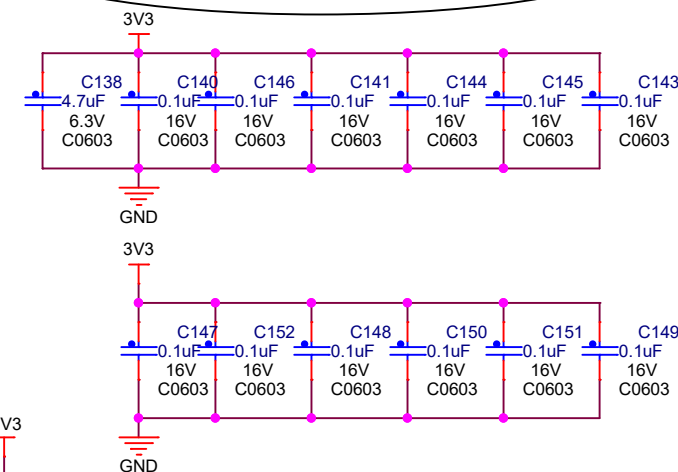 3V3
C138 C140 C146 C141 C144 C145 C143
4.7uF 0.1uF 0.1uF 0.1uF 0.1uF 0.1uF 0.1uF
6.3V 16V 16V 16V 16V 16V 16V
C0603 C0603 C0603 C0603 C0603 C0603 C0603
GND
3V3
C147 C152 C148 C150 C151 C149
0.1uF 0.1uF 0.1uF 0.1uF 0.1uF 0.1uF
16V 16V 16V 16V 16V 16V
C0603 C0603 C0603 C0603 C0603 C0603
V3
GND